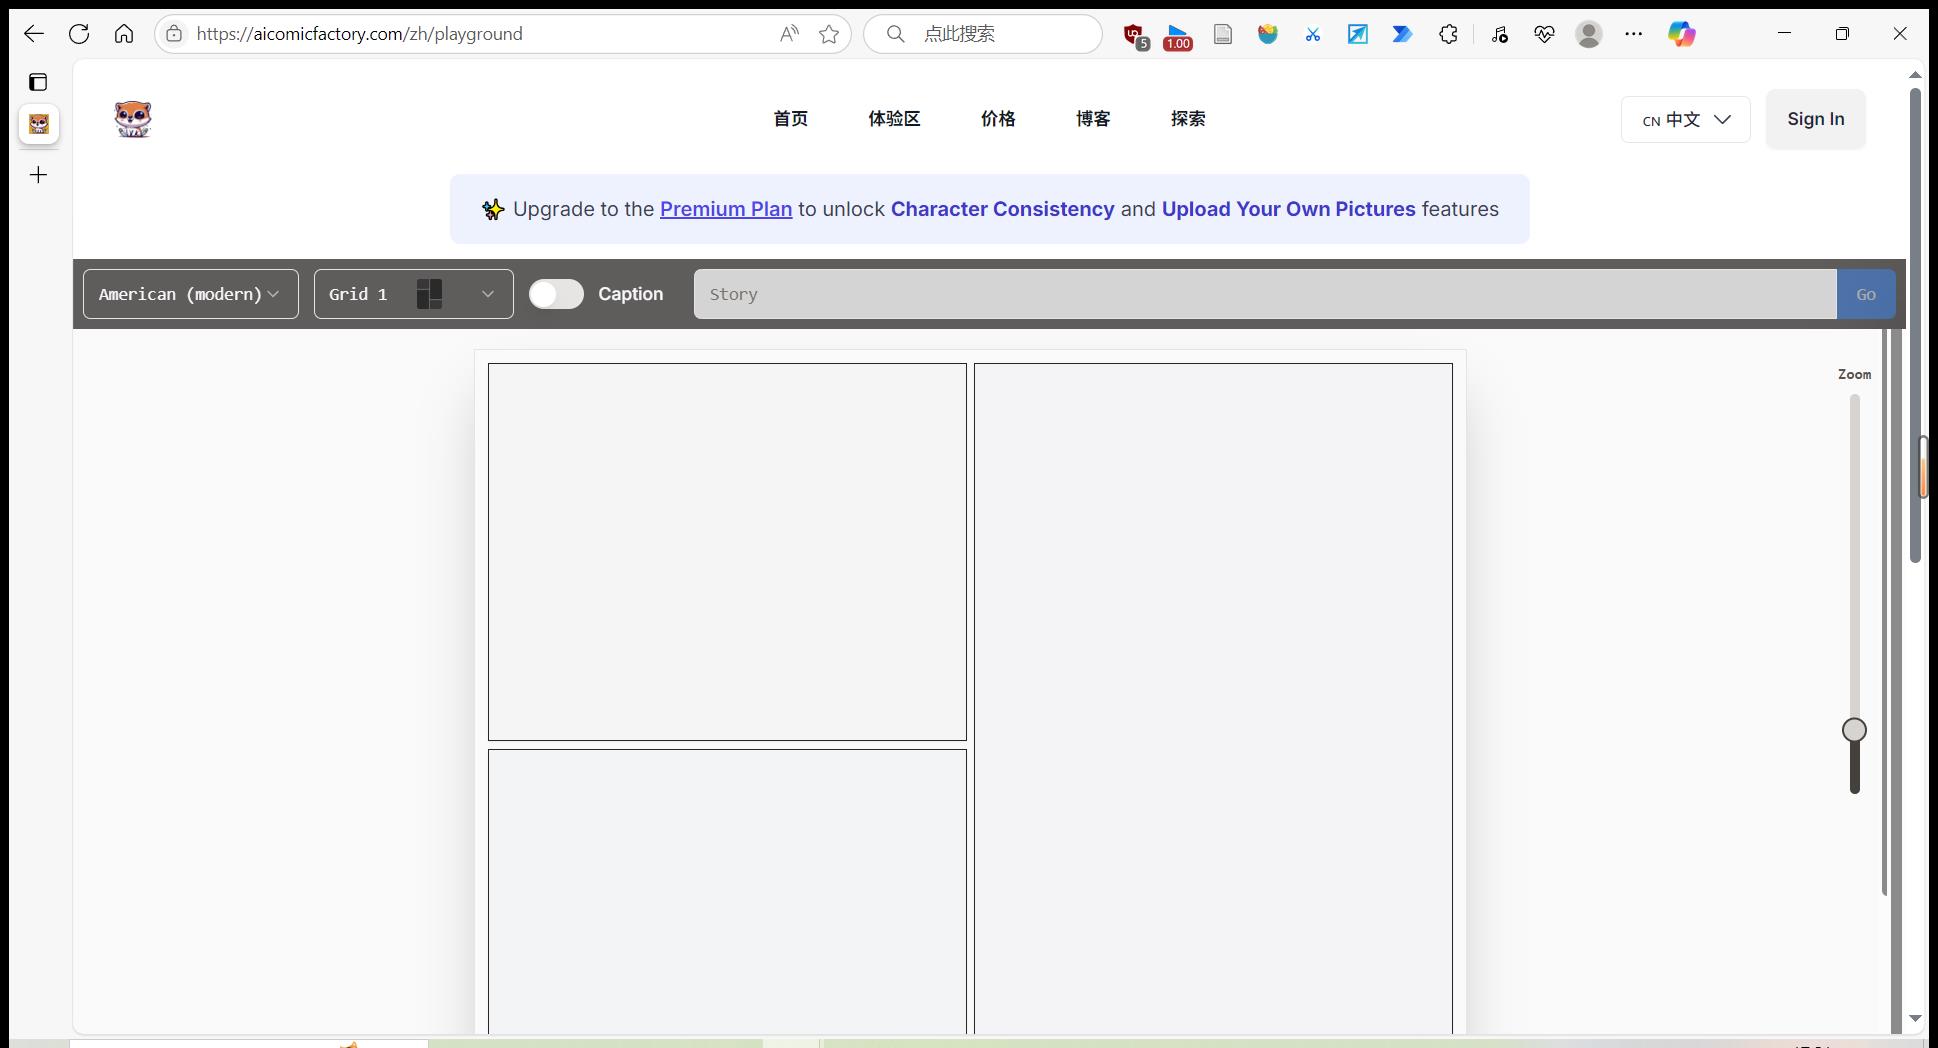 https://aicomicfactory.com/zh/playground
点此搜索
5
1.00
首页 体验区 价格 博客 探索
CN 中文
Sign In
✨ Upgrade to the Premium Plan to unlock Character Consistency and Upload Your Own Pictures features
American (modern)
Grid 1
Caption
Story
Go
Zoom